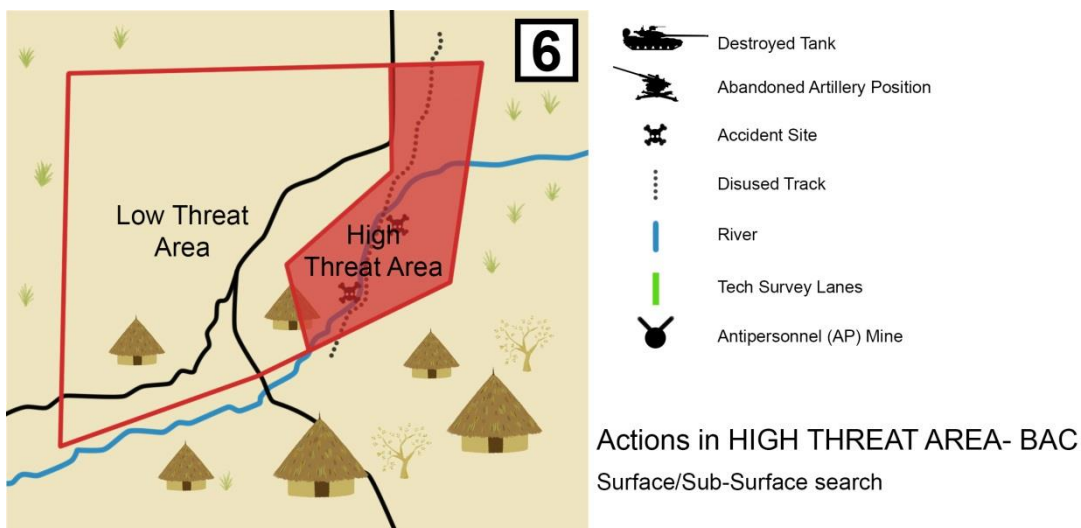 6
Low Threat
Area
High
Threat Area
Destroyed Tank
Abandoned Artillery Position
Accident Site
Disused Track
River
Tech Survey Lanes
Antipersonnel (AP) Mine
Actions in HIGH THREAT AREA- BAC
Surface/Sub-Surface search